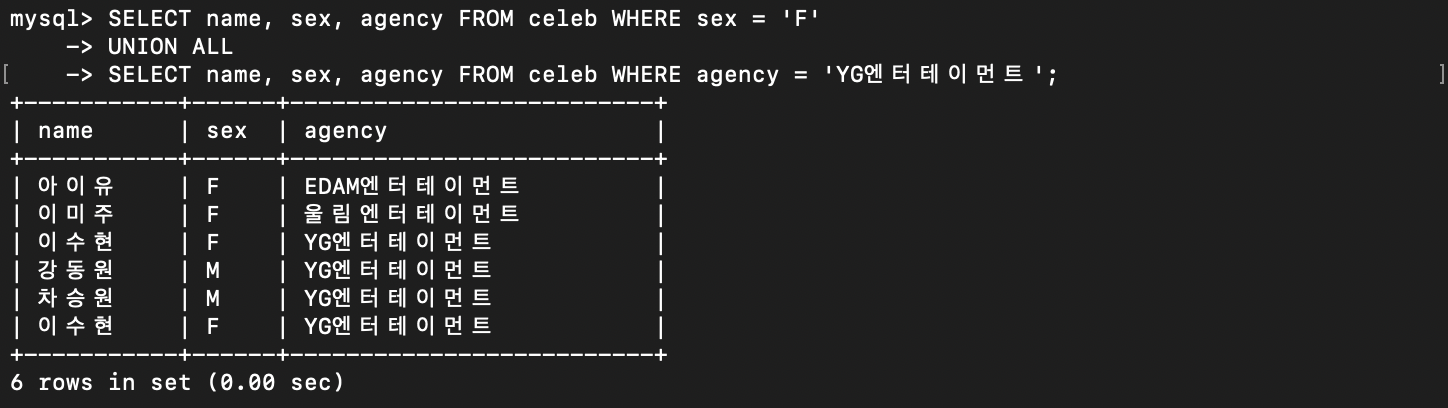 mysql> SELECT name, sex, agency FROM celeb WHERE sex = 'F'
    -> UNION ALL
[    -> SELECT name, sex, agency FROM celeb WHERE agency = 'YG엔터테이먼트';                                 ]
+-----------+------+--------------------------+
| name      | sex  | agency                   |
+-----------+------+--------------------------+
| 아이유    | F    | EDAM엔터테이먼트         |
| 이미주    | F    | 울림엔터테이먼트         |
| 이수현    | F    | YG엔터테이먼트           |
| 강동원    | M    | YG엔터테이먼트           |
| 차승원    | M    | YG엔터테이먼트           |
| 이수현    | F    | YG엔터테이먼트           |
+-----------+------+--------------------------+
6 rows in set (0.00 sec)